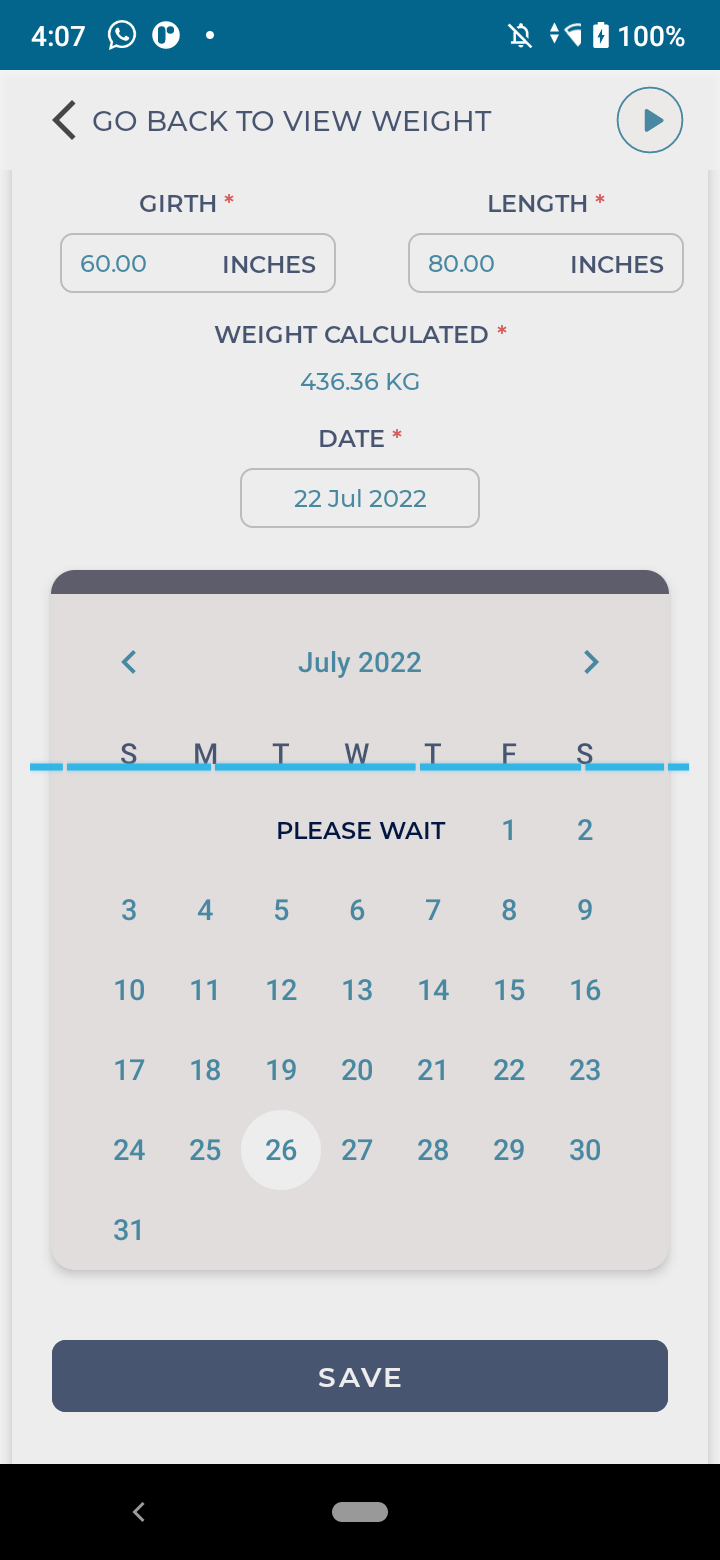 4:07 100%
GO BACK TO VIEW WEIGHT
GIRTH * LENGTH *
60.00 INCHES 80.00 INCHES
WEIGHT CALCULATED *
436.36 KG
DATE *
22 Jul 2022
July 2022
S M T W T F S
PLEASE WAIT 1 2
3 4 5 6 7 8 9
10 11 12 13 14 15 16
17 18 19 20 21 22 23
24 25 26 27 28 29 30
31
SAVE